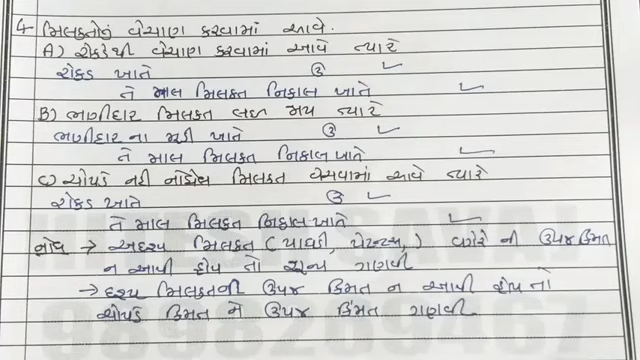 4 મિલકતોનું વેચાણ કરવામાં આવે.
A) રોકડેથી વેચાણ કરવામાં આવે ત્યારે
રોકડ ખાતે ઉ ✓
તે માલ મિલકત નિકાલ ખાતે ✓
B) ભાગીદાર મિલકત લઇ જાય ત્યારે
ભાગીદાર ના મૂડી ખાતે ઉ ✓
તે માલ મિલકત નિકાલ ખાતે ✓
C) ચોપડે નહી નોંધાયેલ મિલકત વેચવામાં આવે ત્યારે
રોકડ ખાતે ઉ ✓
તે માલ મિલકત નિકાલ ખાતે ✓
નોંધ → અદ્રશ્ય મિલકત (પાઘડી, પેટન્ટ,) વગેરે ની ઉપજ કિંમત
ન આપી હોય તો શૂન્ય ગણવી
→ દ્રશ્ય મિલકતની ઉપજ કિંમત ન આપી હોય તો
ચોપડે કિંમત ને ઉપજ કિંમત ગણવી.
9898269467